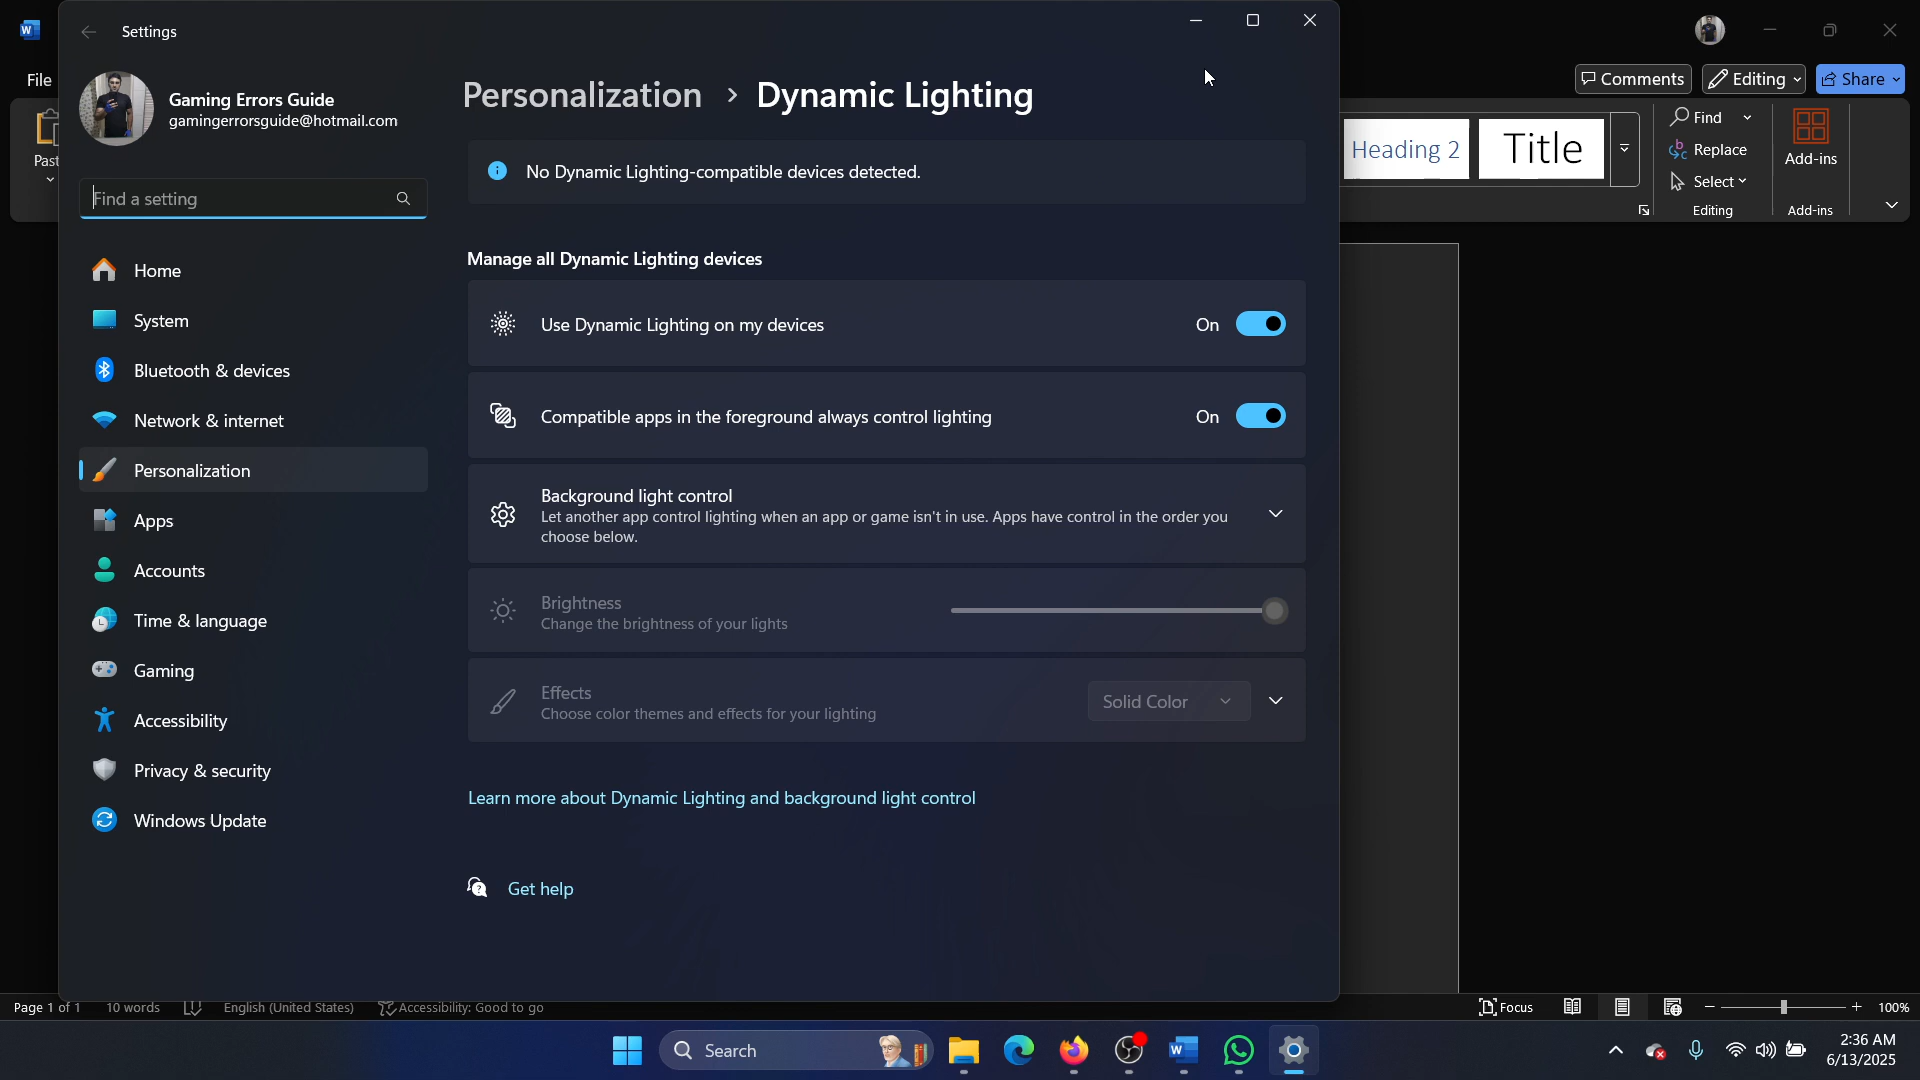 Settings
Gaming Errors Guide
gamingerrorsguide@hotmail.com
Find a setting
Home
System
Bluetooth & devices
Network & internet
Personalization
Apps
Accounts
Time & language
Gaming
Accessibility
Privacy & security
Windows Update
Personalization > Dynamic Lighting
No Dynamic Lighting-compatible devices detected.
Manage all Dynamic Lighting devices
Use Dynamic Lighting on my devices On
Compatible apps in the foreground always control lighting On
Background light control
Let another app control lighting when an app or game isn't in use. Apps have control in the order you
choose below.
Brightness
Change the brightness of your lights
Effects
Choose color themes and effects for your lighting
Solid Color
Learn more about Dynamic Lighting and background light control
Get help
W
File
Past
Comments Editing Share
Heading 2 Title
Find
Replace
Select
Editing
Add-ins
Add-ins
Page 1 of 1 10 words English (United States) Accessibility: Good to go
Focus 100%
Search
W
2:36 AM
6/13/2025